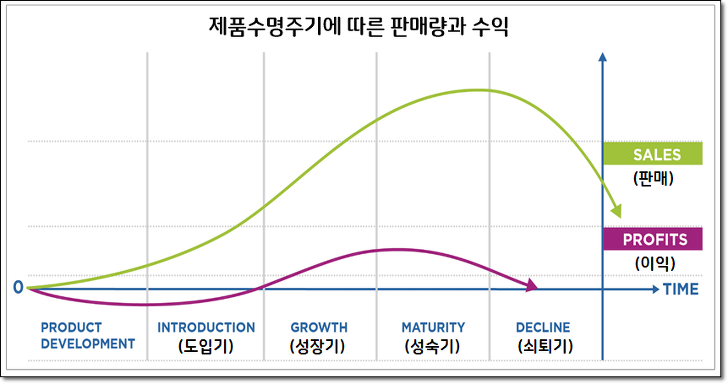 제품수명주기에 따른 판매량과 수익
SALES
(판매)
PROFITS
(이익)
0
TIME
PRODUCT
DEVELOPMENT
INTRODUCTION
(도입기)
GROWTH
(성장기)
MATURITY
(성숙기)
DECLINE
(쇠퇴기)